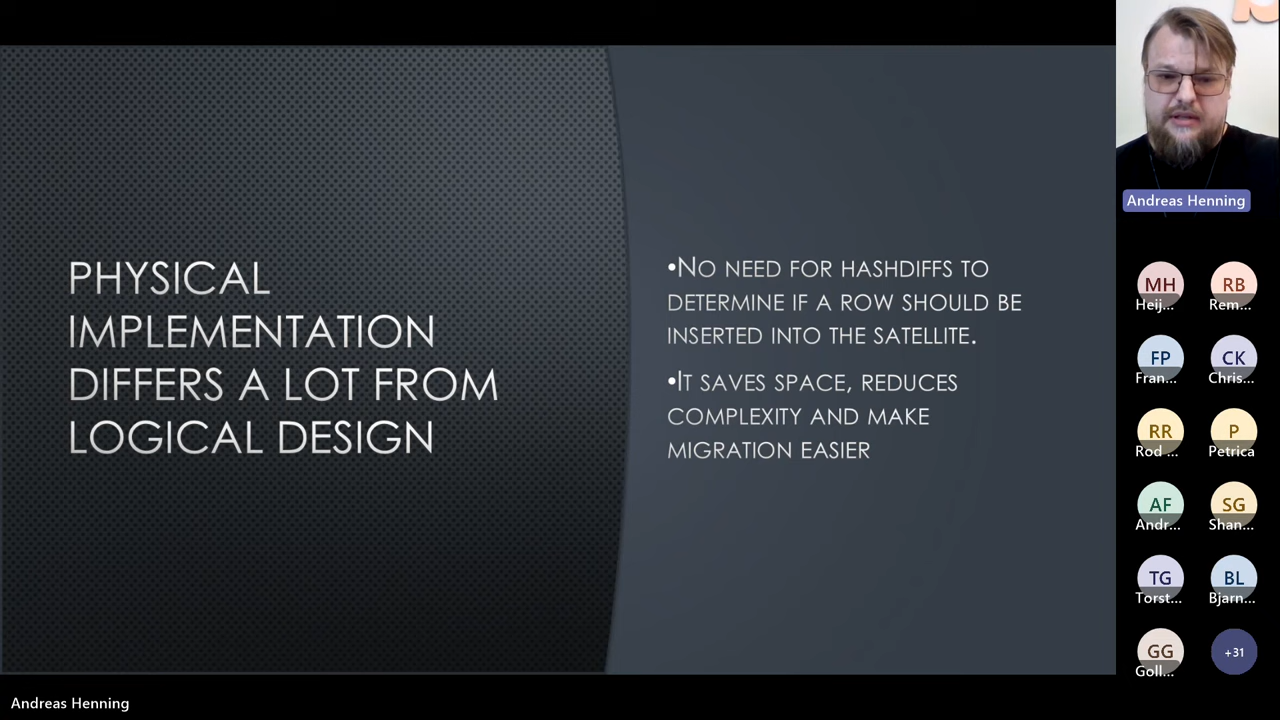 PHYSICAL
IMPLEMENTATION
DIFFERS A LOT FROM
LOGICAL DESIGN
•NO NEED FOR HASHDIFFS TO
DETERMINE IF A ROW SHOULD BE
INSERTED INTO THE SATELLITE.
•IT SAVES SPACE, REDUCES
COMPLEXITY AND MAKE
MIGRATION EASIER
Andreas Henning
MH
RB
Heij...
Rem...
FP
CK
Fran...
Chris...
RR
P
Rod ...
Petrica
AF
SG
Andr...
Shan...
TG
BL
Torst...
Bjarn...
GG
+31
Goll...
Andreas Henning